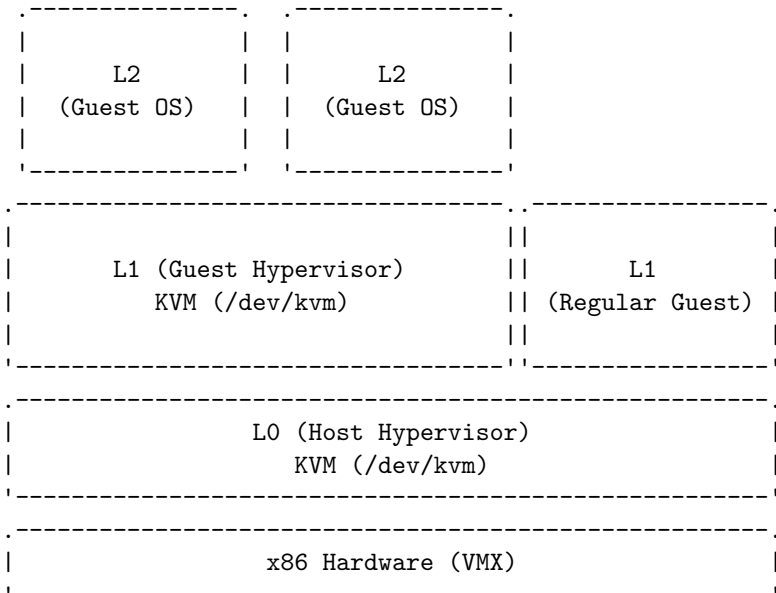 L2 L2
(Guest OS) (Guest OS)
L1 (Guest Hypervisor) L1
KVM (/dev/kvm) (Regular Guest)
L0 (Host Hypervisor)
KVM (/dev/kvm)
x86 Hardware (VMX)